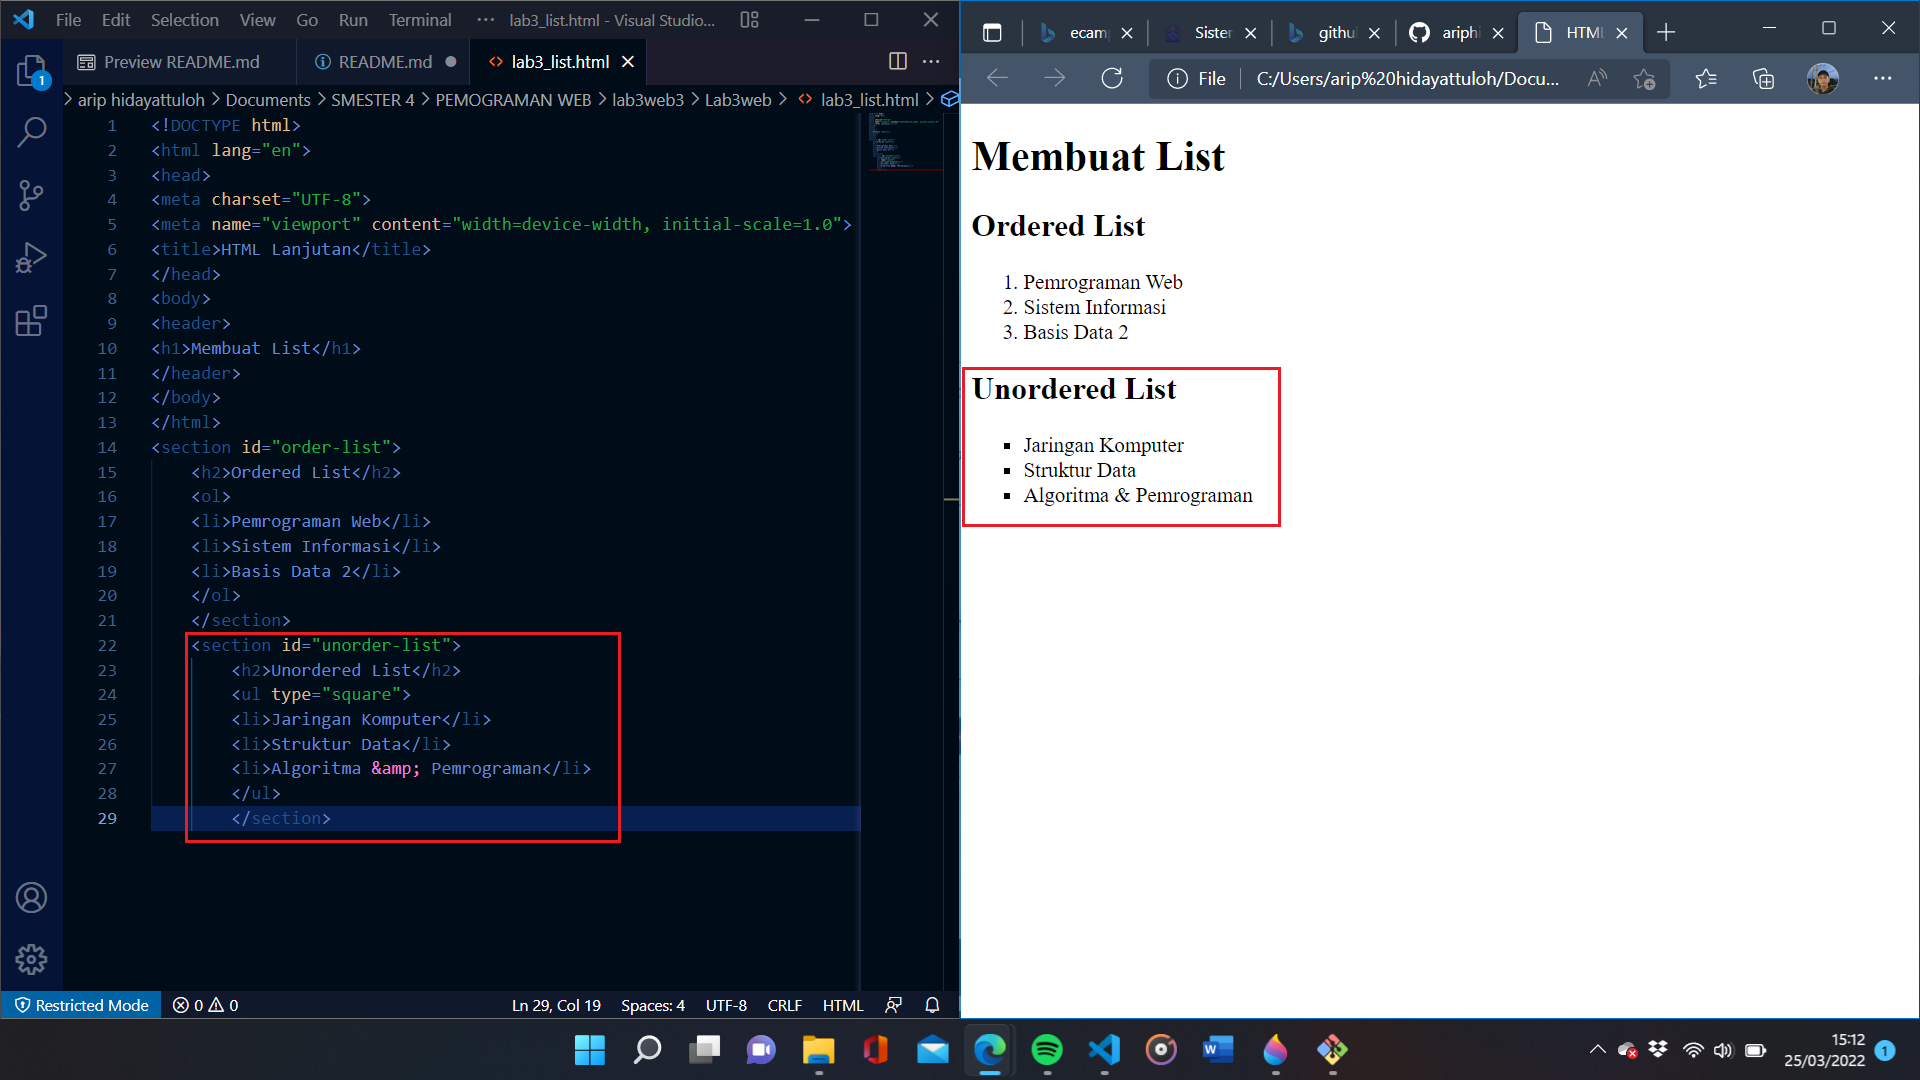 File Edit Selection View Go Run Terminal ··· lab3_list.html - Visual Studio...
Preview README.md README.md lab3_list.html
1
> arip hidayattuloh > Documents > SMESTER 4 > PEMOGRAMAN WEB > lab3web3 > Lab3web > lab3_list.html >
1 <!DOCTYPE html>
2 <html lang="en">
3 <head>
4 <meta charset="UTF-8">
5 <meta name="viewport" content="width=device-width, initial-scale=1.0">
6 <title>HTML Lanjutan</title>
7 </head>
8 <body>
9 <header>
10 <h1>Membuat List</h1>
11 </header>
12 </body>
13 </html>
14 <section id="order-list">
15 <h2>Ordered List</h2>
16 <ol>
17 <li>Pemrograman Web</li>
18 <li>Sistem Informasi</li>
19 <li>Basis Data 2</li>
20 </ol>
21 </section>
22 <section id="unorder-list">
23 <h2>Unordered List</h2>
24 <ul type="square">
25 <li>Jaringan Komputer</li>
26 <li>Struktur Data</li>
27 <li>Algoritma &amp; Pemrograman</li>
28 </ul>
29 </section>
Restricted Mode 0 0 Ln 29, Col 19 Spaces: 4 UTF-8 CRLF HTML
ecam Sister githu ariphi HTML
File C:/Users/arip%20hidayattuloh/Docu...
Membuat List
Ordered List
1. Pemrograman Web
2. Sistem Informasi
3. Basis Data 2
Unordered List
▪ Jaringan Komputer
▪ Struktur Data
▪ Algoritma & Pemrograman
15:12
25/03/2022
1